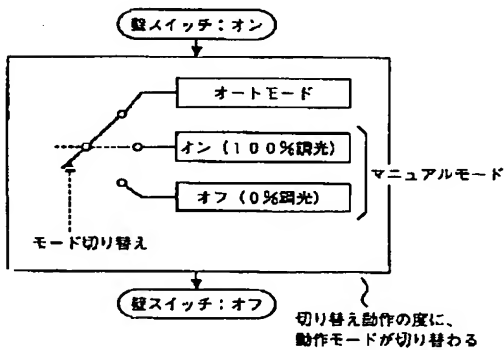 壁スイッチ:オン
オートモード
オン(100%調光)
オフ(0%調光)
マニュアルモード
モード切り替え
壁スイッチ:オフ
切り替え動作の度に、
動作モードが切り替わる